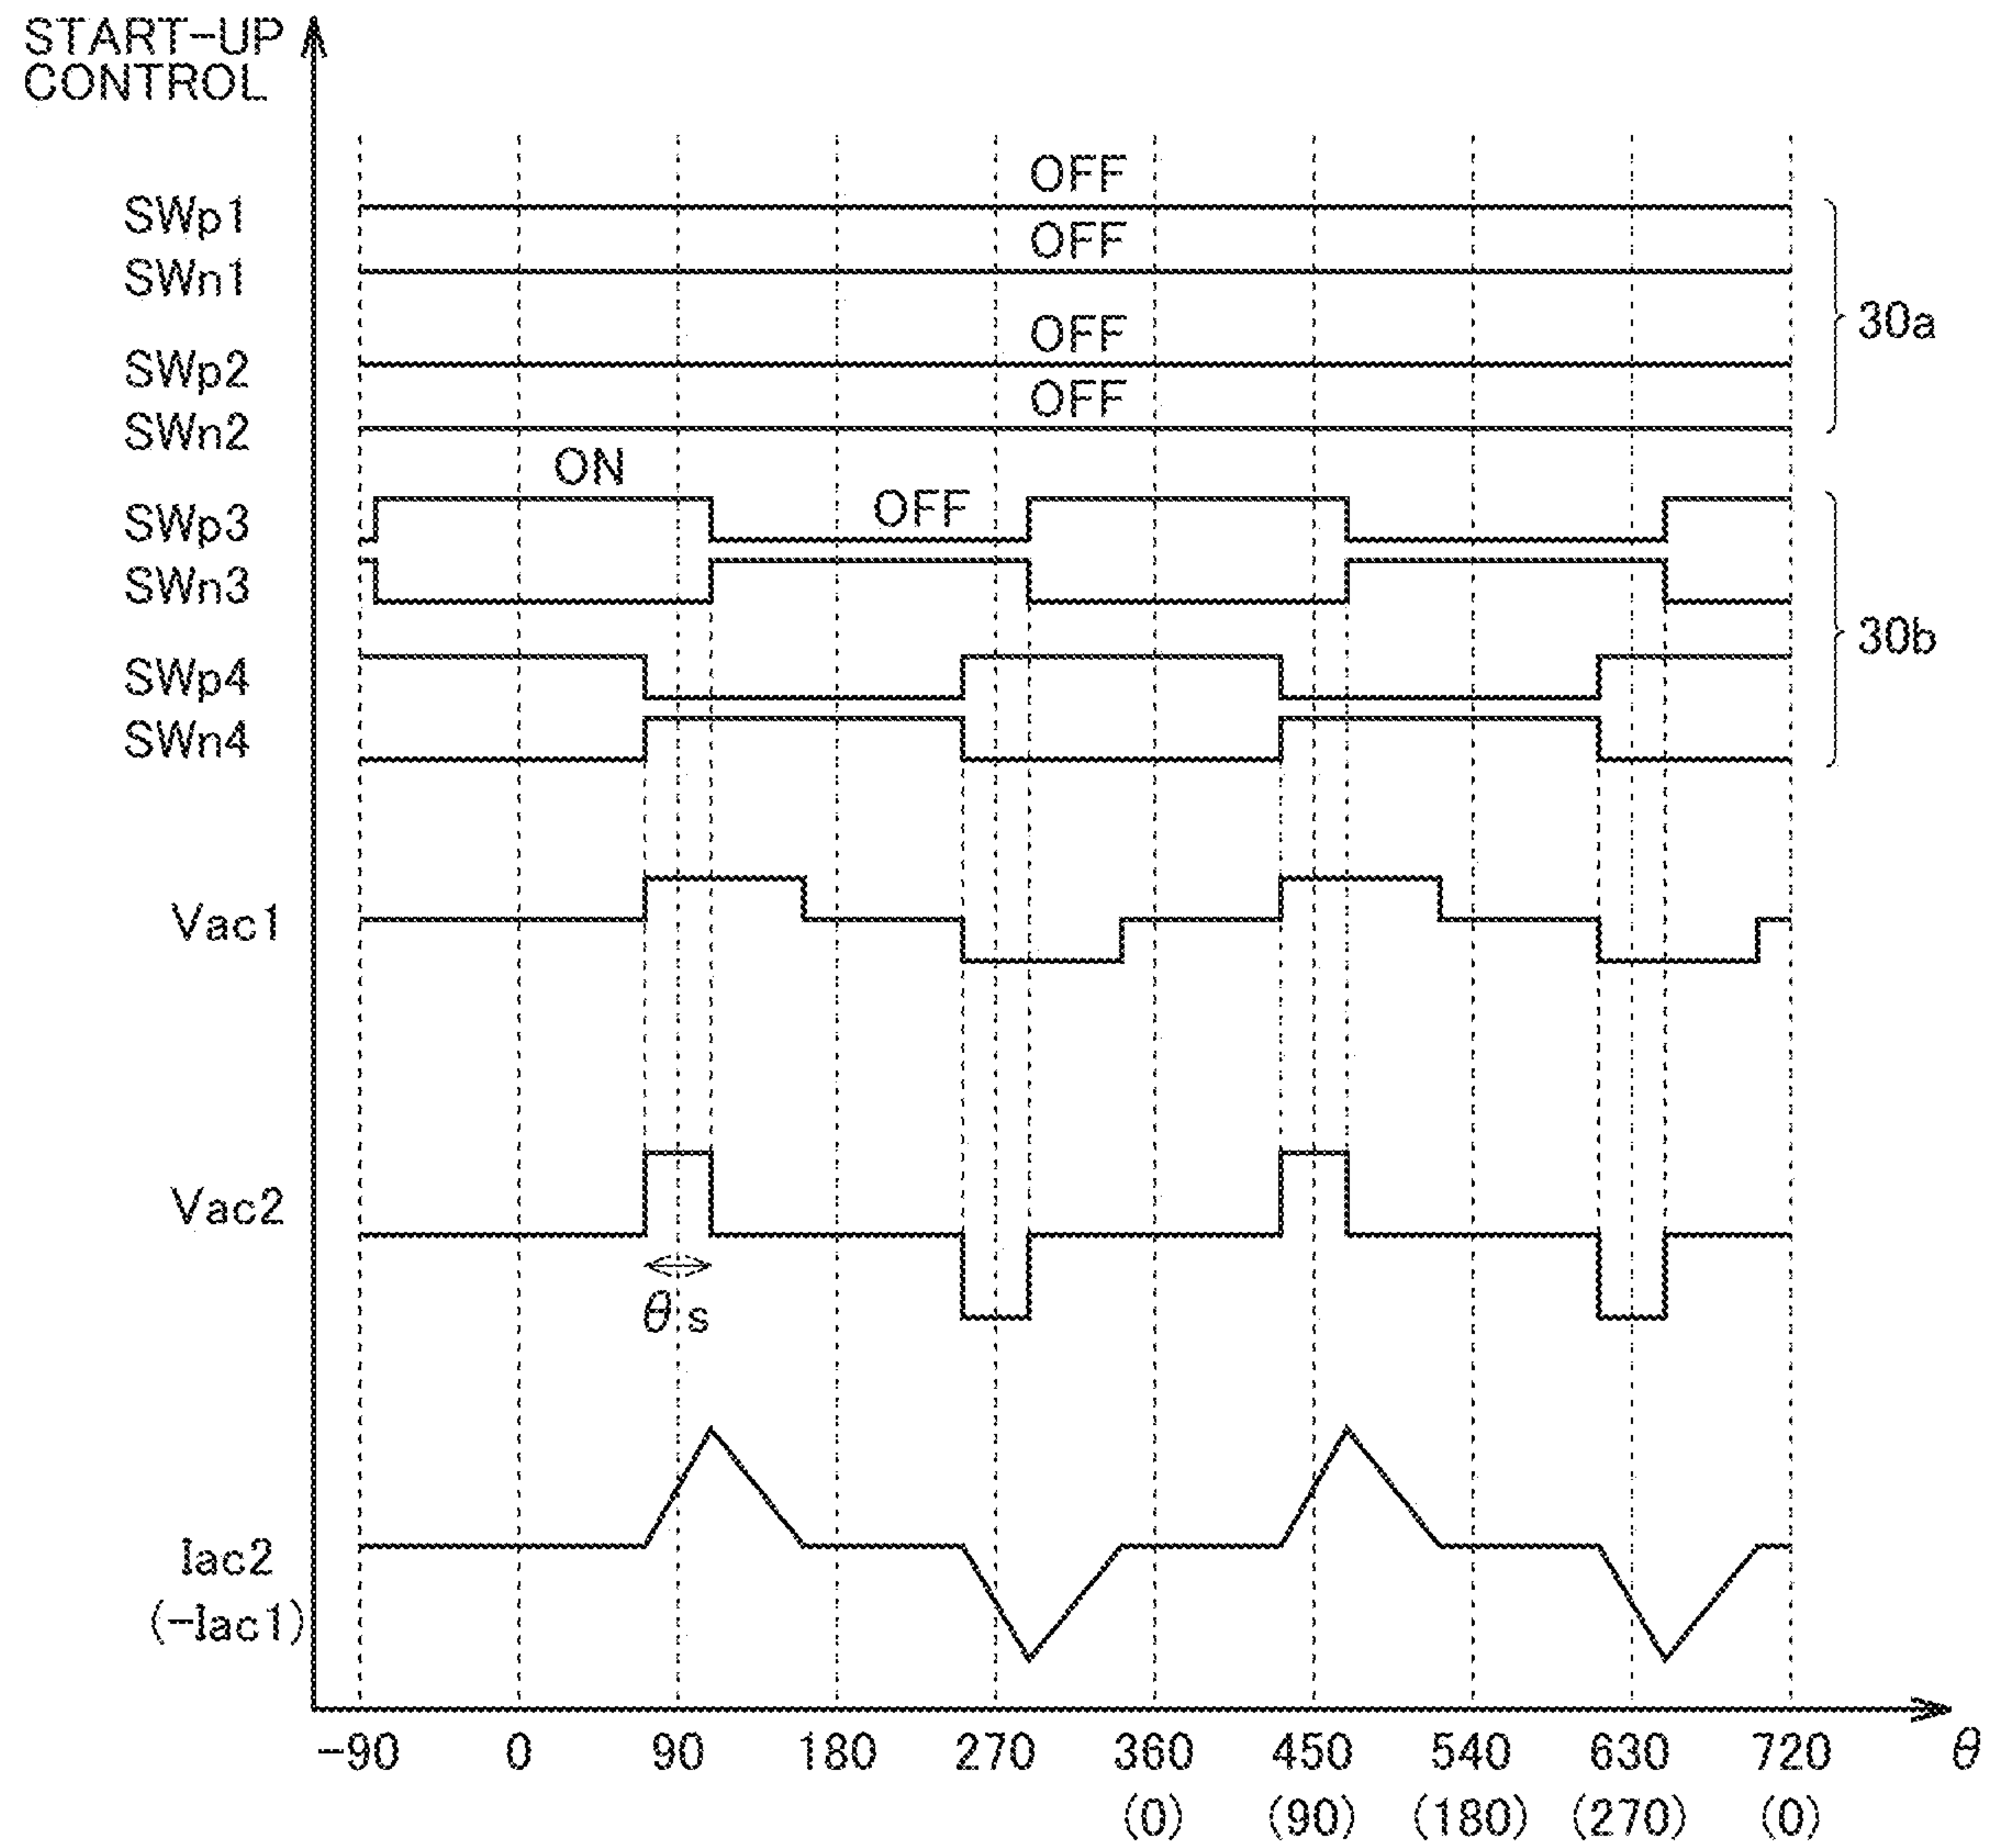 START-UP
CONTROL
OFF
SWp1
OFF
SWn1
30a
OFF
SWp2
OFF
SWn2
ON
OFF
SWp3
SWn3
30b
SWp4
SWn4
Vac1
Vac2
θs
Iac2
(-Iac1)
-90 0 90 180 270 360 450 540 630 720 θ
(0) (90) (180) (270) (0)